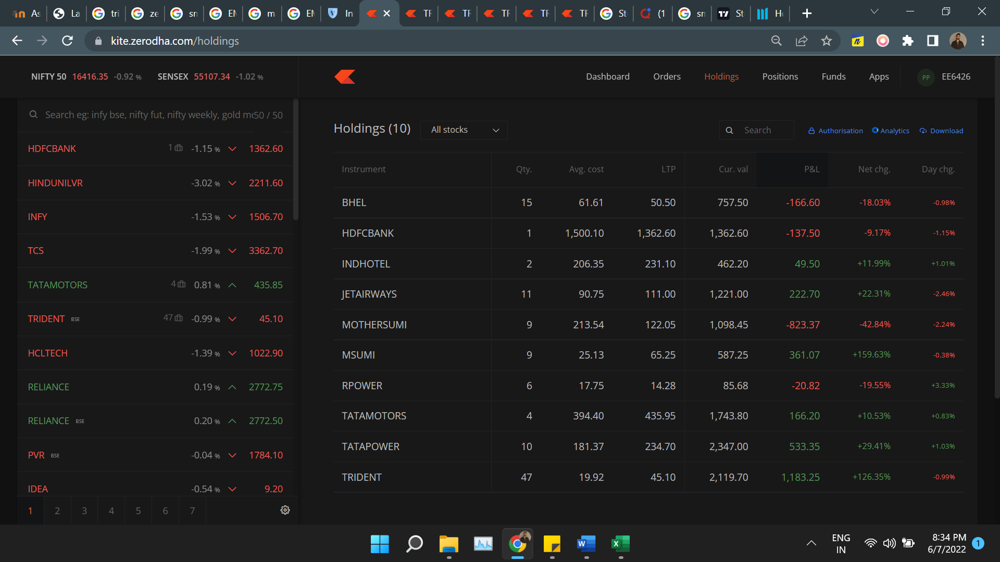 As
La
tri
ze
sn
EM
m
EM
In
TF
TF
TF
TF
TF
St
(1
sn
St
Ho
kite.zerodha.com/holdings
NIFTY 50 16416.35 -0.92 % SENSEX 55107.34 -1.02 %
Dashboard Orders Holdings Positions Funds Apps PP EE6426
Search eg: infy bse, nifty fut, nifty weekly, gold mc 50 / 50
HDFCBANK 1 -1.15 % 1362.60
HINDUNILVR -3.02 % 2211.60
INFY -1.53 % 1506.70
TCS -1.99 % 3362.70
TATAMOTORS 4 0.81 % 435.85
TRIDENT BSE 47 -0.99 % 45.10
HCLTECH -1.39 % 1022.90
RELIANCE 0.19 % 2772.75
RELIANCE BSE 0.20 % 2772.50
PVR BSE -0.04 % 1784.10
IDEA -0.54 % 9.20
1 2 3 4 5 6 7
Holdings (10) All stocks Search Authorisation Analytics Download
Instrument Qty. Avg. cost LTP Cur. val P&L Net chg. Day chg.
BHEL 15 61.61 50.50 757.50 -166.60 -18.03% -0.98%
HDFCBANK 1 1,500.10 1,362.60 1,362.60 -137.50 -9.17% -1.15%
INDHOTEL 2 206.35 231.10 462.20 49.50 +11.99% +1.01%
JETAIRWAYS 11 90.75 111.00 1,221.00 222.70 +22.31% -2.46%
MOTHERSUMI 9 213.54 122.05 1,098.45 -823.37 -42.84% -2.24%
MSUMI 9 25.13 65.25 587.25 361.07 +159.63% -0.38%
RPOWER 6 17.75 14.28 85.68 -20.82 -19.55% +3.33%
TATAMOTORS 4 394.40 435.95 1,743.80 166.20 +10.53% +0.83%
TATAPOWER 10 181.37 234.70 2,347.00 533.35 +29.41% +1.03%
TRIDENT 47 19.92 45.10 2,119.70 1,183.25 +126.35% -0.99%
ENG
IN
8:34 PM
6/7/2022
1